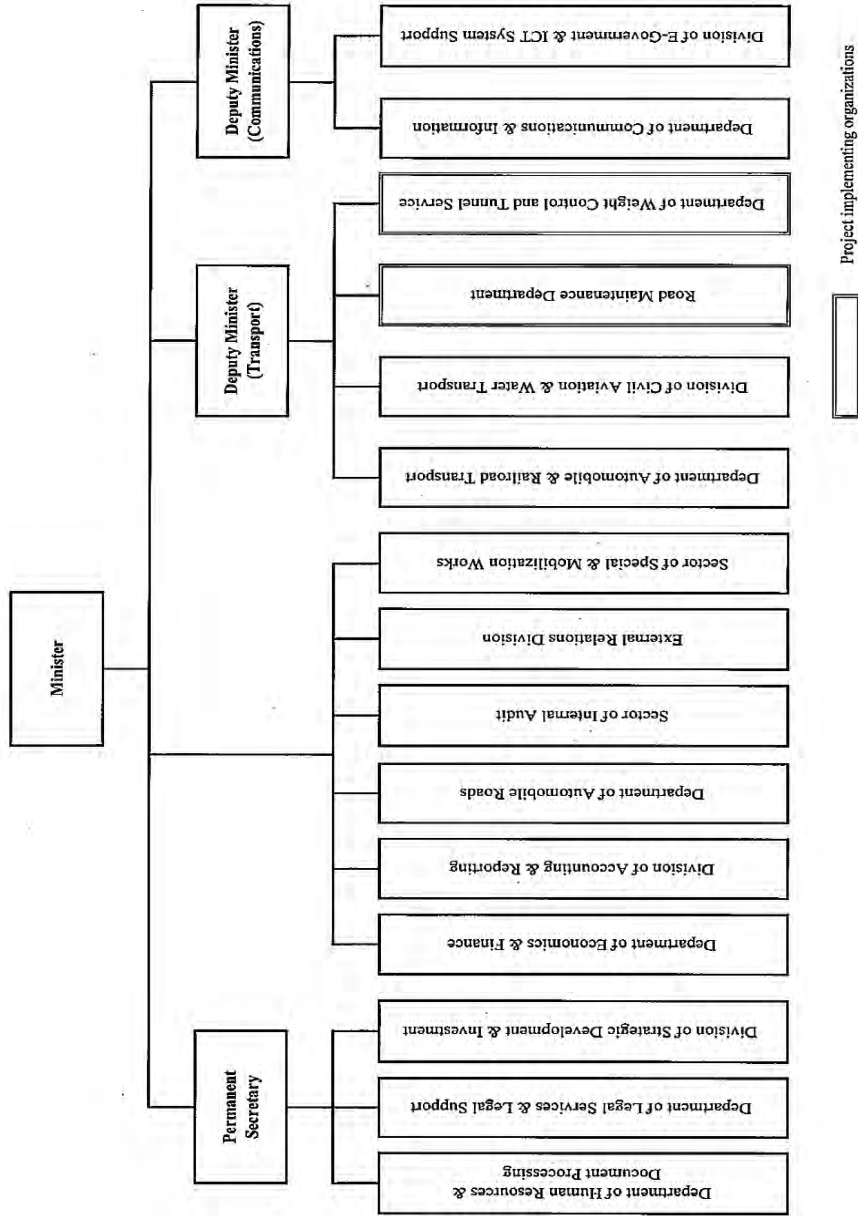 Minister
Permanent
Secretary
Deputy Minister
(Transport)
Deputy Minister
(Communications)
Department of Human Resources &
Document Processing
Department of Legal Services & Legal Support
Division of Strategic Development & Investment
Department of Economics & Finance
Division of Accounting & Reporting
Department of Automobile Roads
Sector of Internal Audit
External Relations Division
Sector of Special & Mobilization Works
Department of Automobile & Railroad Transport
Division of Civil Aviation & Water Transport
Road Maintenance Department
Department of Weight Control and Tunnel Service
Department of Communications & Information
Division of E-Government & ICT System Support
Project implementing organizations